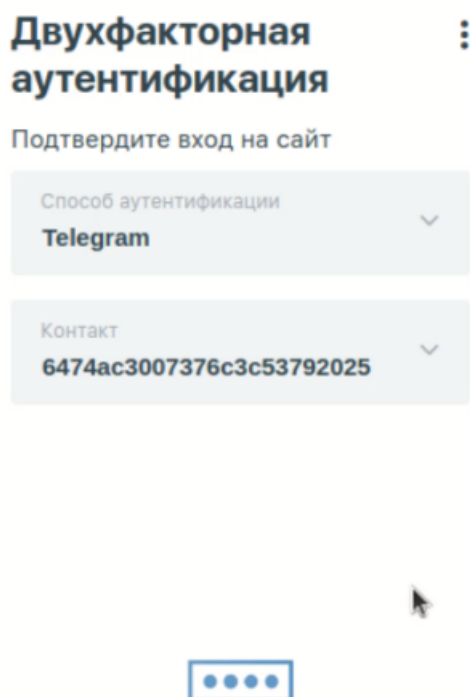 Двухфакторная
аутентификация
Подтвердите вход на сайт
Способ аутентификации
Telegram
Контакт
6474ac3007376c3c53792025